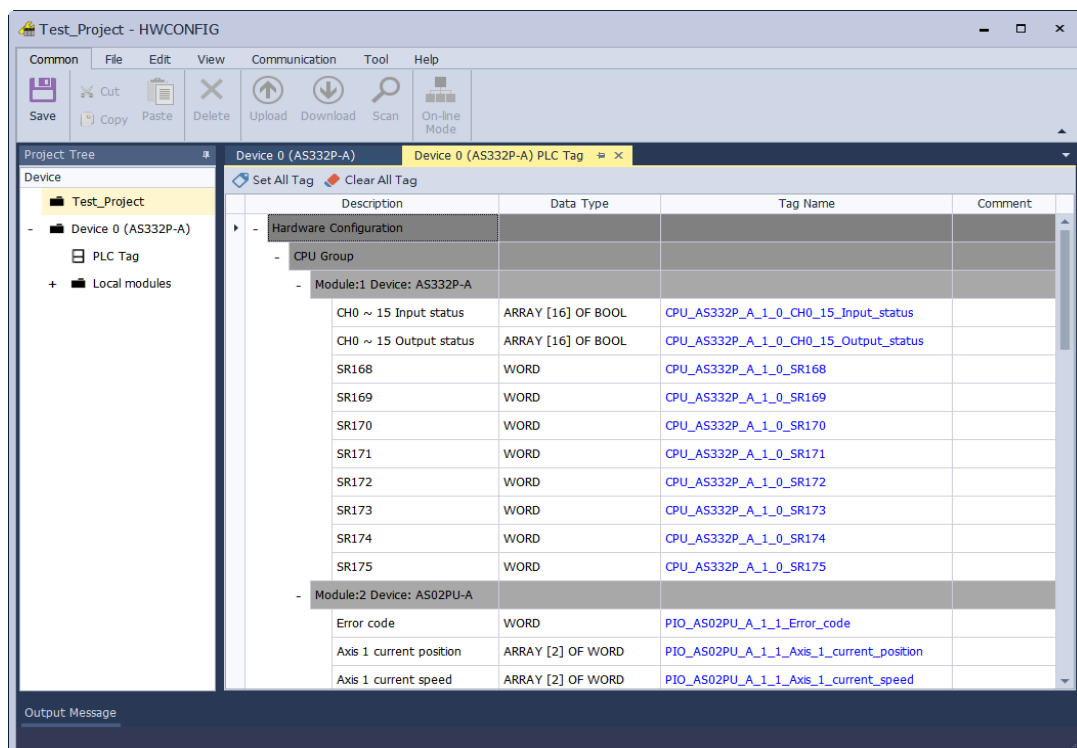 Test_Project - HWCONFIG
Common File Edit View Communication Tool Help
Save Cut Copy Paste Delete Upload Download Scan On-line Mode
Project Tree
Device 0 (AS332P-A) Device 0 (AS332P-A) PLC Tag
Device
Set All Tag Clear All Tag
Test_Project
Device 0 (AS332P-A)
PLC Tag
Local modules
Description Data Type Tag Name Comment
Hardware Configuration
CPU Group
Module:1 Device: AS332P-A
CH0 ~ 15 Input status ARRAY [16] OF BOOL CPU_AS332P_A_1_0_CH0_15_Input_status
CH0 ~ 15 Output status ARRAY [16] OF BOOL CPU_AS332P_A_1_0_CH0_15_Output_status
SR168 WORD CPU_AS332P_A_1_0_SR168
SR169 WORD CPU_AS332P_A_1_0_SR169
SR170 WORD CPU_AS332P_A_1_0_SR170
SR171 WORD CPU_AS332P_A_1_0_SR171
SR172 WORD CPU_AS332P_A_1_0_SR172
SR173 WORD CPU_AS332P_A_1_0_SR173
SR174 WORD CPU_AS332P_A_1_0_SR174
SR175 WORD CPU_AS332P_A_1_0_SR175
Module:2 Device: AS02PU-A
Error code WORD PIO_AS02PU_A_1_1_Error_code
Axis 1 current position ARRAY [2] OF WORD PIO_AS02PU_A_1_1_Axis_1_current_position
Axis 1 current speed ARRAY [2] OF WORD PIO_AS02PU_A_1_1_Axis_1_current_speed
Output Message